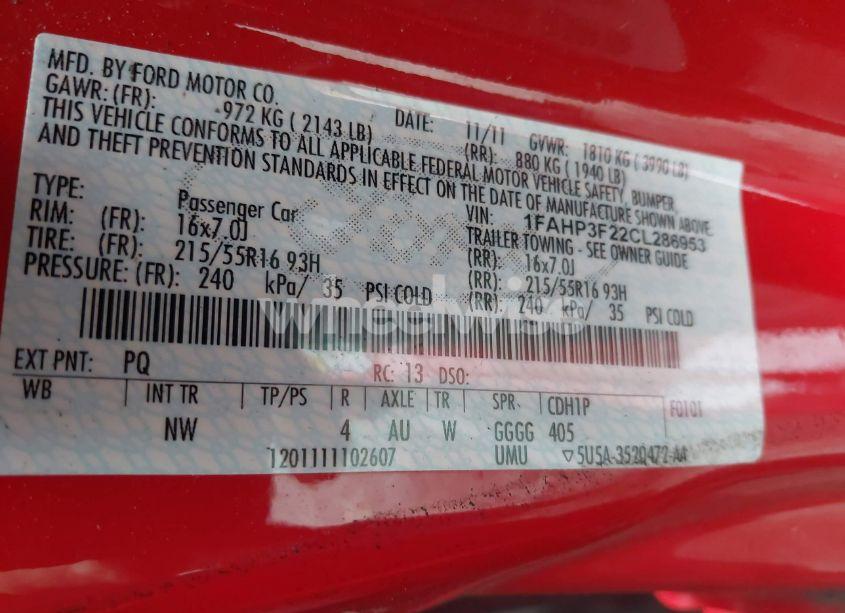 MFD. BY FORD MOTOR CO.
DATE: 11/11 GVWR: 1810 KG ( 3990 LB)
GAWR: (FR): 972 KG ( 2143 LB) (RR): 880 KG ( 1940 LB)
THIS VEHICLE CONFORMS TO ALL APPLICABLE FEDERAL MOTOR VEHICLE SAFETY, BUMPER,
AND THEFT PREVENTION STANDARDS IN EFFECT ON THE DATE OF MANUFACTURE SHOWN ABOVE.
VIN: 1FAHP3F22CL286953
TYPE: Passenger Car TRAILER TOWING - SEE OWNER GUIDE
RIM: (FR): 16x7.0J (RR): 16x7.0J
TIRE: (FR): 215/55R16 93H (RR): 215/55R16 93H
PRESSURE: (FR): 240 kPa/ 35 PSI COLD (RR): 240 kPa/ 35 PSI COLD
wheelwise
EXT PNT: PQ RC: 13 DSO:
WB INT TR TP/PS R AXLE TR SPR CDH1P F0101
NW 4 AU W GGGG 405
1201111102607 UMU ▽5U5A-3520472-AA